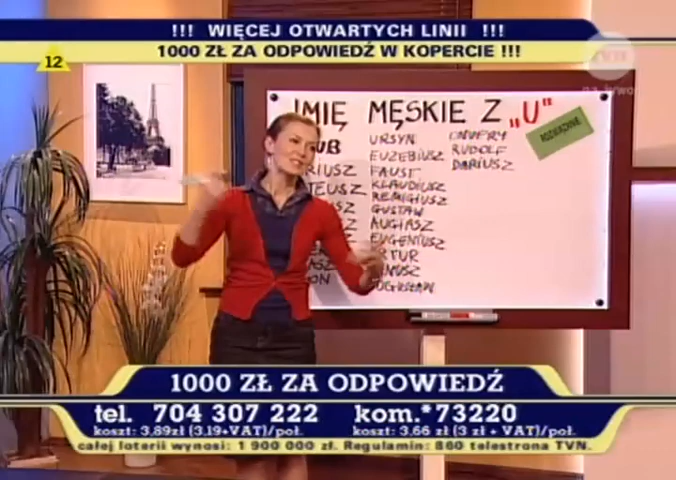 !!! WIĘCEJ OTWARTYCH LINII !!!
1000 ZŁ ZA ODPOWIEDŹ W KOPERCIE !!!
12
na żywo
IMIĘ MĘSKIE Z „U”
ROZWIĄZANIE
URSYN
EUZEBIUSZ
FAUST
KLAUDIUSZ
REMIGIUSZ
GUSTAW
AUGIASZ
EUGENIUSZ
ONUFRY
RUDOLF
DARIUSZ
1000 ZŁ ZA ODPOWIEDŹ
tel. 704 307 222 kom.*73220
koszt: 3,89zł (3,19+VAT)/poł. koszt: 3,66 zł (3 zł + VAT)/poł.
całej loterii wynosi: 1 900 000 zł. Regulamin: 860 telestrona TVN.